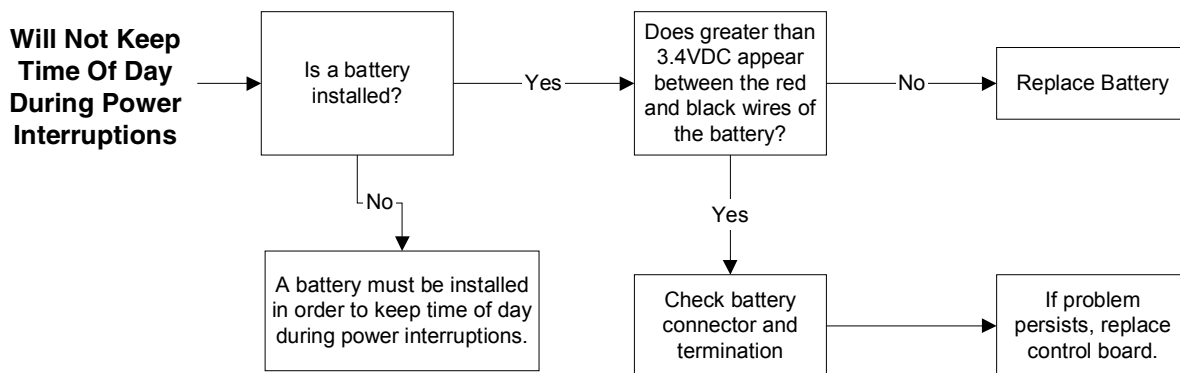 Will Not Keep
Time Of Day
During Power
Interruptions
Is a battery
installed?
Yes
Does greater than
3.4VDC appear
between the red
and black wires of
the battery?
No
Replace Battery
No
A battery must be installed
in order to keep time of day
during power interruptions.
Yes
Check battery
connector and
termination
If problem
persists, replace
control board.